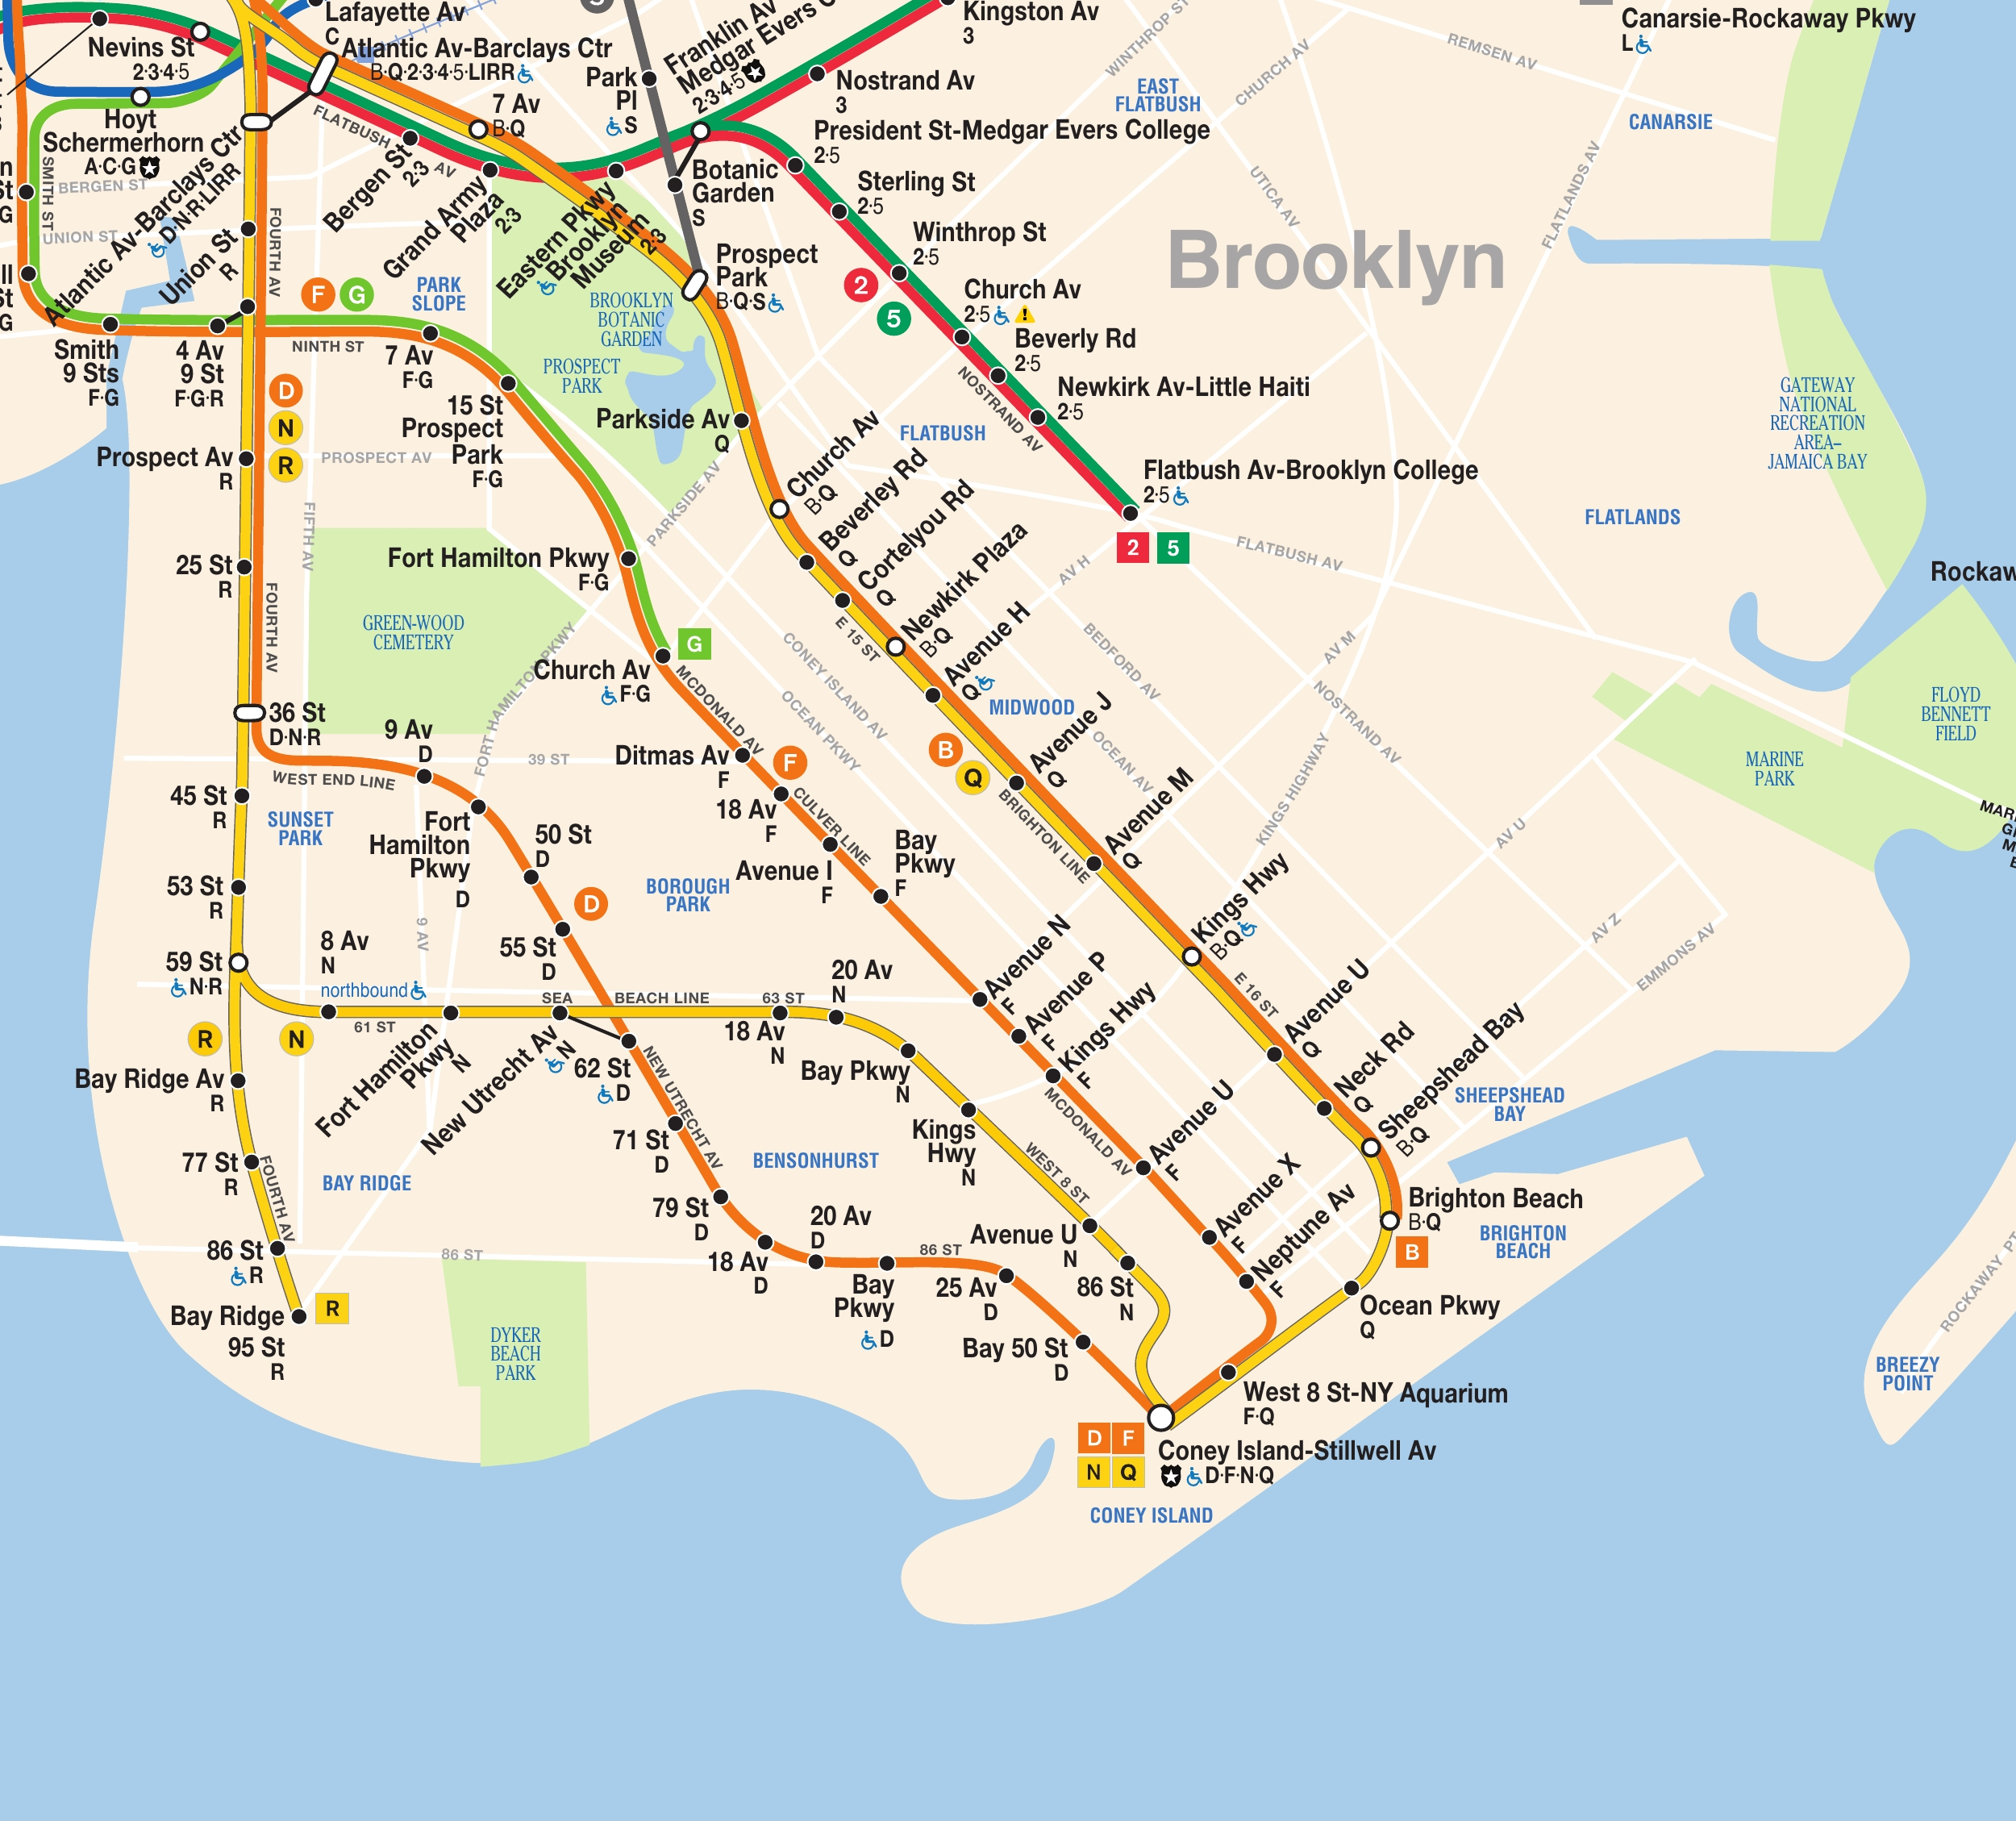 Lafayette Av
C
Nevins St
2·3·4·5
Atlantic Av-Barclays Ctr
B·Q·2·3·4·5·LIRR
Hoyt
Schermerhorn
A·C·G
Park
Pl
S
Franklin Av
Medgar Evers C
2·3·4·5
Kingston Av
3
Nostrand Av
3
President St-Medgar Evers College
2·5
7 Av
B·Q
FLATBUSH AV
Bergen St
2·3
Grand Army
Plaza
2·3
Eastern Pkwy
Brooklyn
Museum
2·3
Botanic
Garden
S
Prospect
Park
B·Q·S
Sterling St
2·5
Winthrop St
2·5
Church Av
2·5
Beverly Rd
2·5
Newkirk Av-Little Haiti
2·5
NOSTRAND AV
Flatbush Av-Brooklyn College
2·5
2
5
2
5
Canarsie-Rockaway Pkwy
L
REMSEN AV
WINTHROP ST
CHURCH AV
EAST
FLATBUSH
CANARSIE
UTICA AV
FLATLANDS AV
Brooklyn
GATEWAY
NATIONAL
RECREATION
AREA–
JAMAICA BAY
FLATLANDS
FLATBUSH AV
Rockaw
FLOYD
BENNETT
FIELD
MARINE
PARK
n
St
G
ll
St
G
SMITH ST
BERGEN ST
UNION ST
Atlantic Av-Barclays Ctr
D·N·R·LIRR
Union St
R
FOURTH AV
F
G
PARK
SLOPE
BROOKLYN
BOTANIC
GARDEN
PROSPECT
PARK
Smith
9 Sts
F·G
4 Av
9 St
F·G·R
NINTH ST
7 Av
F·G
15 St
Prospect
Park
F·G
D
N
R
Prospect Av
R
PROSPECT AV
FIFTH AV
25 St
R
FOURTH AV
GREEN-WOOD
CEMETERY
Fort Hamilton Pkwy
F·G
PARKSIDE AV
Parkside Av
Q
FLATBUSH
Church Av
B·Q
Beverley Rd
Q
Cortelyou Rd
Q
Newkirk Plaza
B·Q
Avenue H
Q
E 15 ST
AV H
MIDWOOD
Avenue J
Q
B
Q
BRIGHTON LINE
Avenue M
Q
Kings Hwy
B·Q
E 16 ST
Avenue U
Q
Neck Rd
Q
Sheepshead Bay
B·Q
SHEEPSHEAD
BAY
Brighton Beach
B·Q
B
BRIGHTON
BEACH
Ocean Pkwy
Q
BEDFORD AV
AV M
NOSTRAND AV
OCEAN AV
KINGS HIGHWAY
AV U
AV Z
EMMONS AV
CONEY ISLAND AV
OCEAN PKWY
FORT HAMILTON PKWY
Church Av
F·G
G
MCDONALD AV
Ditmas Av
F
F
18 Av
F
CULVER LINE
Avenue I
F
Bay
Pkwy
F
Avenue N
F
Avenue P
F
Kings Hwy
F
MCDONALD AV
Avenue U
F
Avenue X
F
Neptune Av
F
West 8 St-NY Aquarium
F·Q
Coney Island-Stillwell Av
D·F·N·Q
D
F
N
Q
CONEY ISLAND
36 St
D·N·R
9 Av
D
39 ST
WEST END LINE
45 St
R
SUNSET
PARK
Fort
Hamilton
Pkwy
D
50 St
D
D
BOROUGH
PARK
53 St
R
9 AV
55 St
D
59 St
N·R
8 Av
N
northbound
SEA BEACH LINE
63 ST
61 ST
R
N
Fort Hamilton
Pkwy
N
New Utrecht Av
N
62 St
D
NEW UTRECHT AV
18 Av
N
20 Av
N
Bay Pkwy
N
Kings
Hwy
N
WEST 8 ST
Avenue U
N
86 St
N
Bay Ridge Av
R
77 St
R
FOURTH AV
BAY RIDGE
BENSONHURST
71 St
D
79 St
D
18 Av
D
20 Av
D
Bay
Pkwy
D
86 ST
25 Av
D
Bay 50 St
D
86 St
R
86 ST
Bay Ridge
95 St
R
R
DYKER
BEACH
PARK
BREEZY
POINT
ROCKAWAY PT